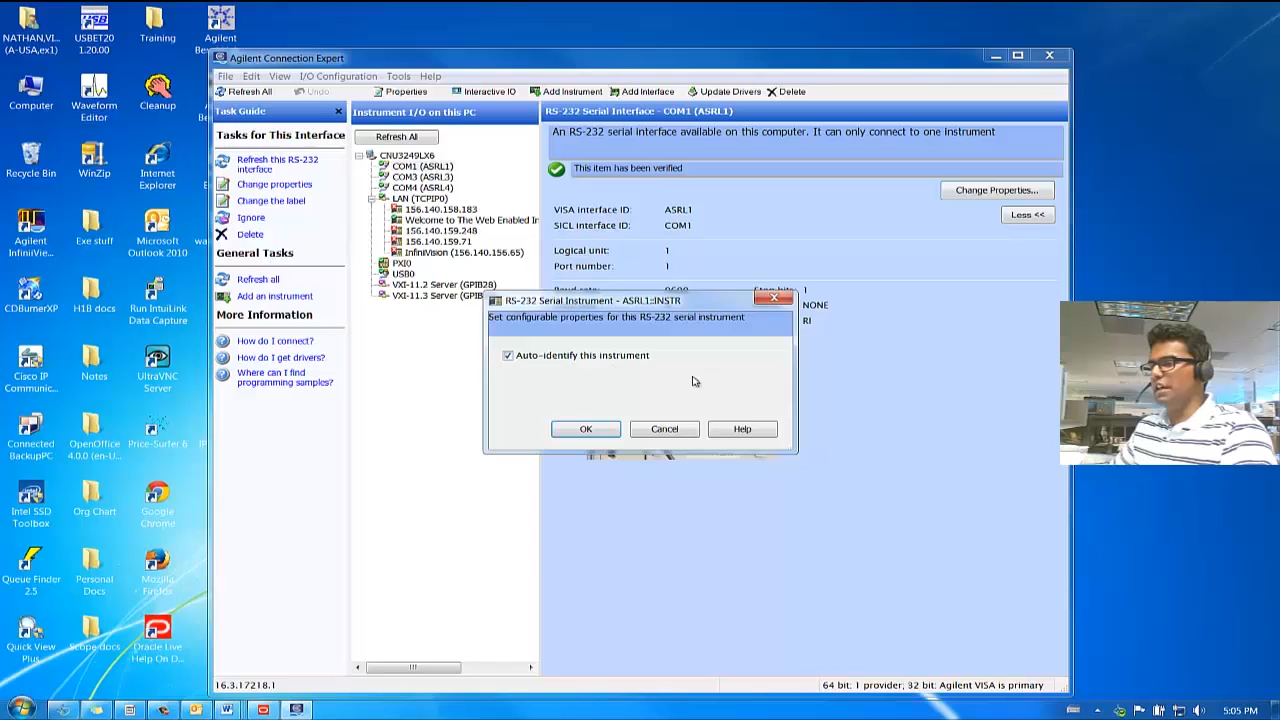 NATHAN,VI...
(A-USA,ex1)
USBET20
1.20.00
Training
Agilent
Computer
Waveform
Editor
Cleanup
Recycle Bin
WinZip
Internet
Explorer
Agilent
InfiniiView...
Exe stuff
Microsoft
Outlook 2010
CDBurnerXP
H1B docs
Run IntuiLink
Data Capture
Cisco IP
Communic...
Notes
UltraVNC
Server
Connected
BackupPC
OpenOffice
4.0.0 (en-U...
Price-Surfer 6
Intel SSD
Toolbox
Org Chart
Google
Chrome
Queue Finder
2.5
Personal
Docs
Mozilla
Firefox
Quick View
Plus
Scope docs
Oracle Live
Help On D...
Agilent Connection Expert
File Edit View I/O Configuration Tools Help
Refresh All Undo Properties Interactive IO Add Instrument Add Interface Update Drivers Delete
Task Guide
Tasks for This Interface
Refresh this RS-232
interface
Change properties
Change the label
Ignore
Delete
General Tasks
Refresh all
Add an instrument
More Information
How do I connect?
How do I get drivers?
Where can I find
programming samples?
Instrument I/O on this PC
Refresh All
CNU3249LX6
COM1 (ASRL1)
COM3 (ASRL3)
COM4 (ASRL4)
LAN (TCPIP0)
156.140.158.183
Welcome to The Web Enabled In
156.140.159.248
156.140.159.71
InfiniVision (156.140.156.65)
PXI0
USB0
VXI-11.2 Server (GPIB28)
VXI-11.3 Server (GPIB
RS-232 Serial Interface - COM1 (ASRL1)
An RS-232 serial interface available on this computer. It can only connect to one instrument
This item has been verified
Change Properties...
Less <<
VISA interface ID: ASRL1
SICL interface ID: COM1
Logical unit: 1
Port number: 1
1
NONE
RI
RS-232 Serial Instrument - ASRL1::INSTR
Set configurable properties for this RS-232 serial instrument
Auto-identify this instrument
OK Cancel Help
16.3.17218.1
64 bit: 1 provider; 32 bit: Agilent VISA is primary
5:05 PM